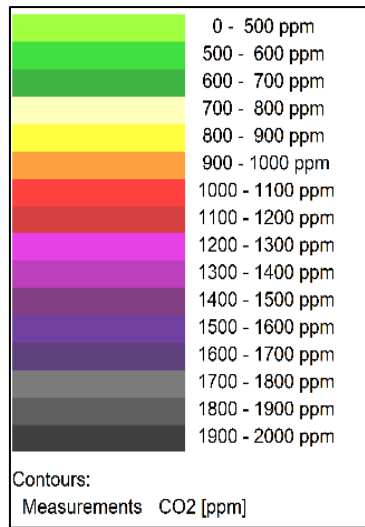 0 - 500 ppm
500 - 600 ppm
600 - 700 ppm
700 - 800 ppm
800 - 900 ppm
900 - 1000 ppm
1000 - 1100 ppm
1100 - 1200 ppm
1200 - 1300 ppm
1300 - 1400 ppm
1400 - 1500 ppm
1500 - 1600 ppm
1600 - 1700 ppm
1700 - 1800 ppm
1800 - 1900 ppm
1900 - 2000 ppm
Contours:
Measurements CO2 [ppm]